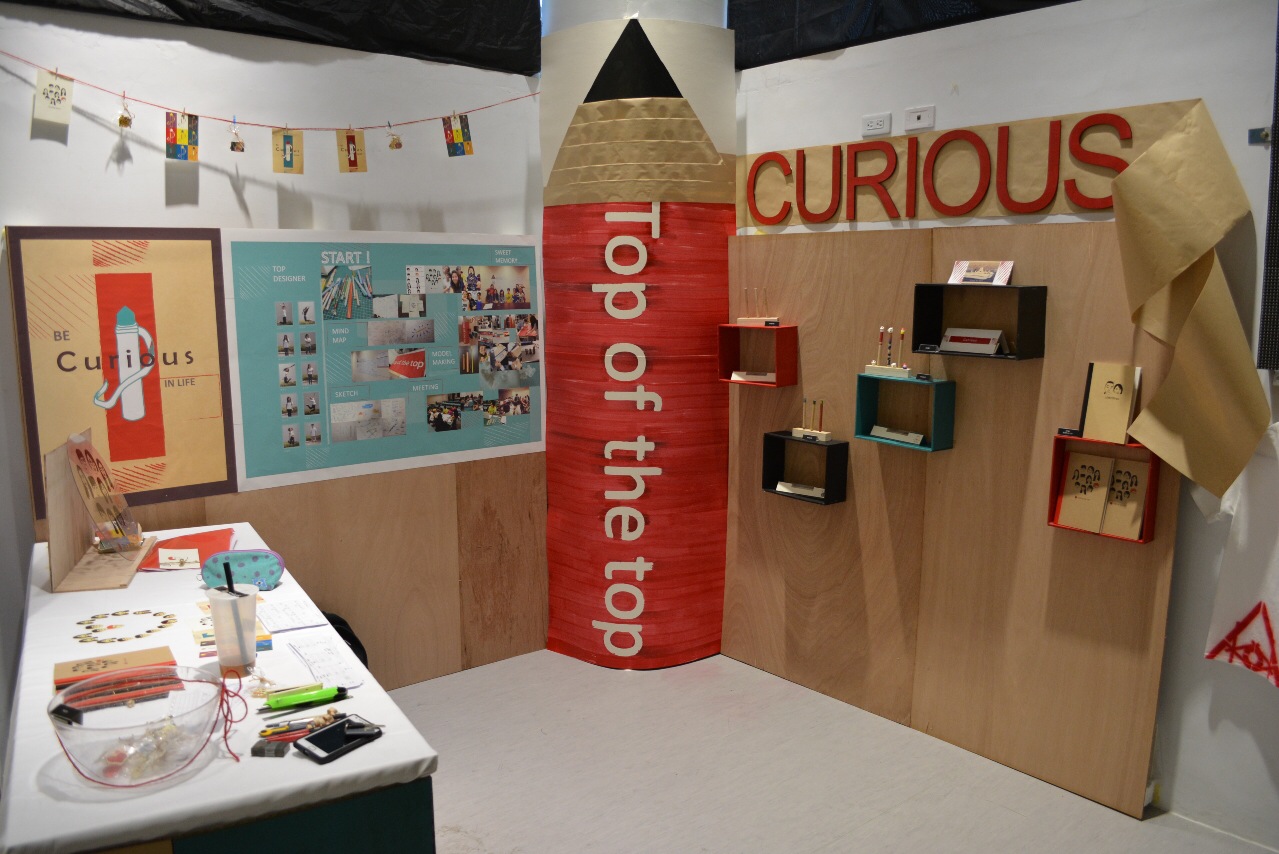 BE
Curious
IN LIFE
TOP
DESIGNER
START !
SWEET
MEMORY
MIND
MAP
MODEL
MAKING
SKETCH
MEETING
Top of the top
CURIOUS